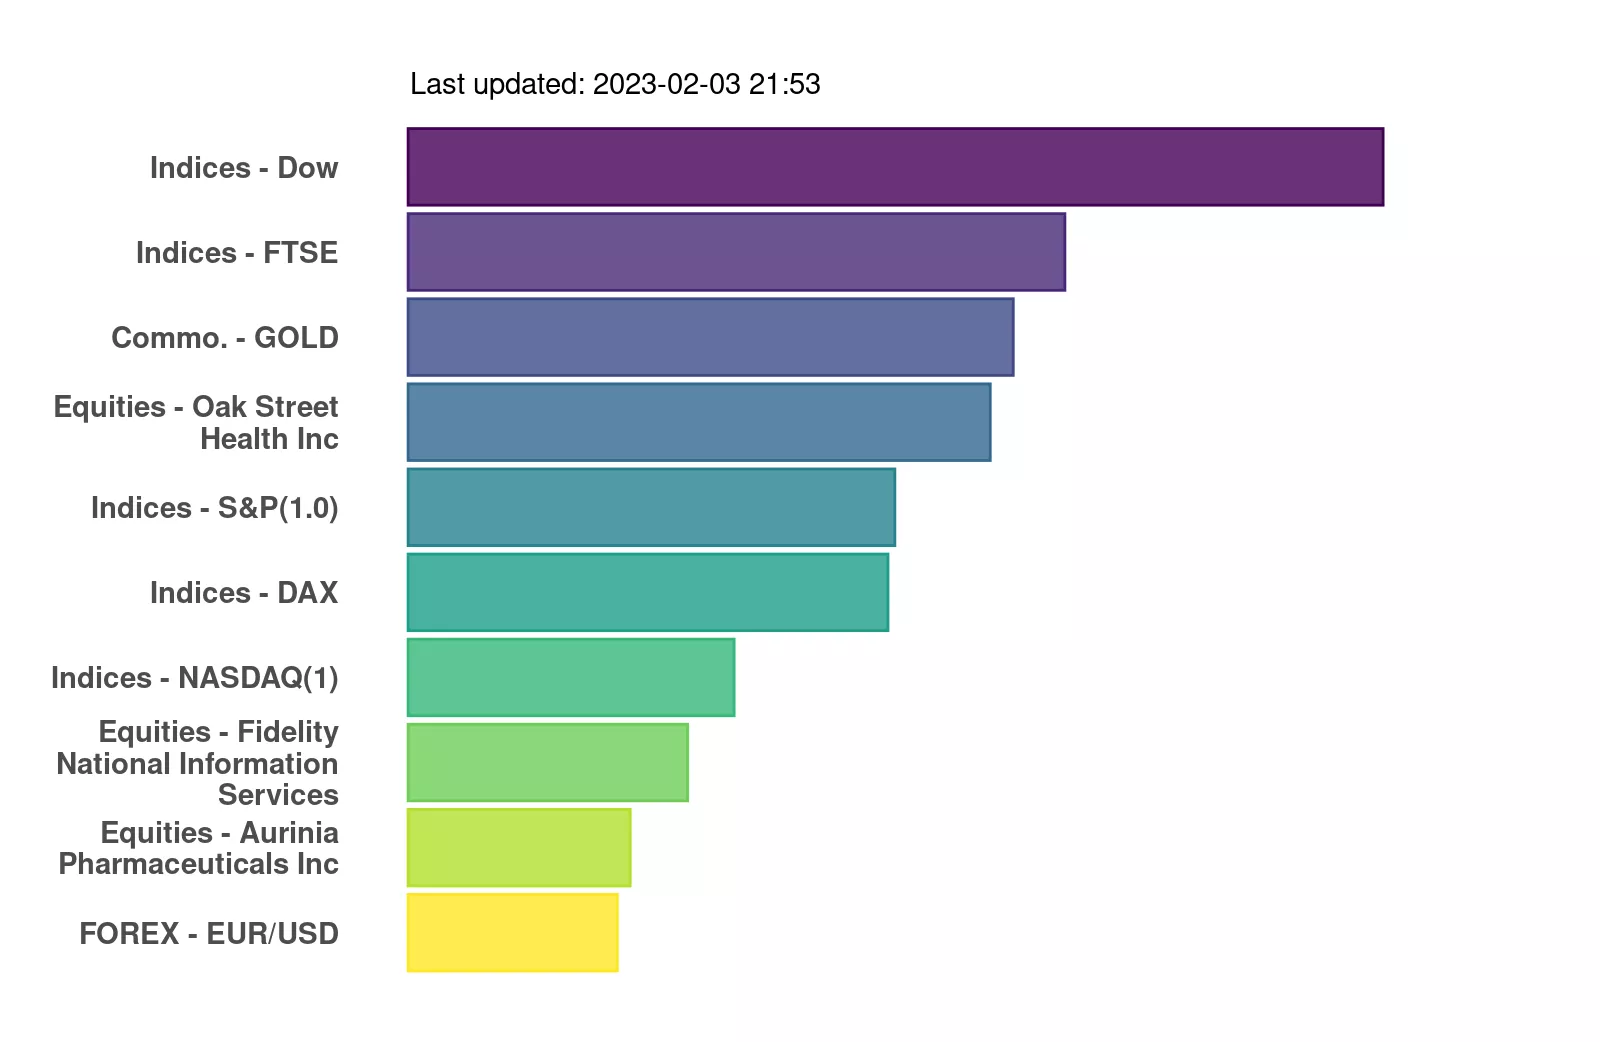 Last updated: 2023-02-03 21:53
Indices - Dow
Indices - FTSE
Commo. - GOLD
Equities - Oak Street
Health Inc
Indices - S&P(1.0)
Indices - DAX
Indices - NASDAQ(1)
Equities - Fidelity
National Information
Services
Equities - Aurinia
Pharmaceuticals Inc
FOREX - EUR/USD